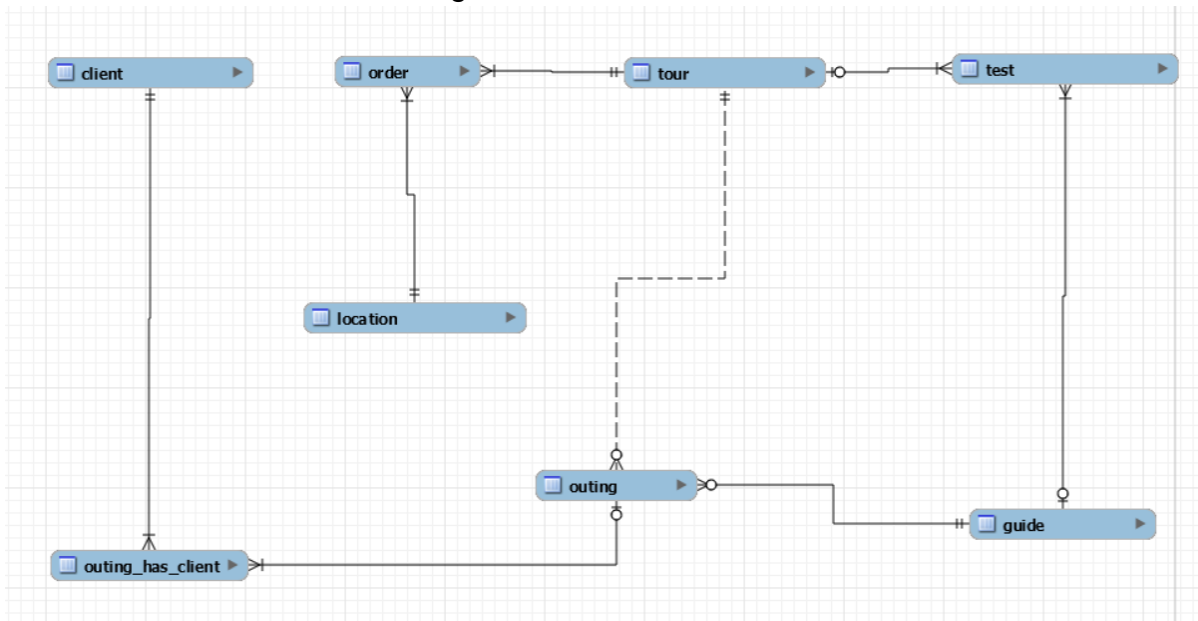 client
order
tour
test
location
outing
guide
outing_has_client